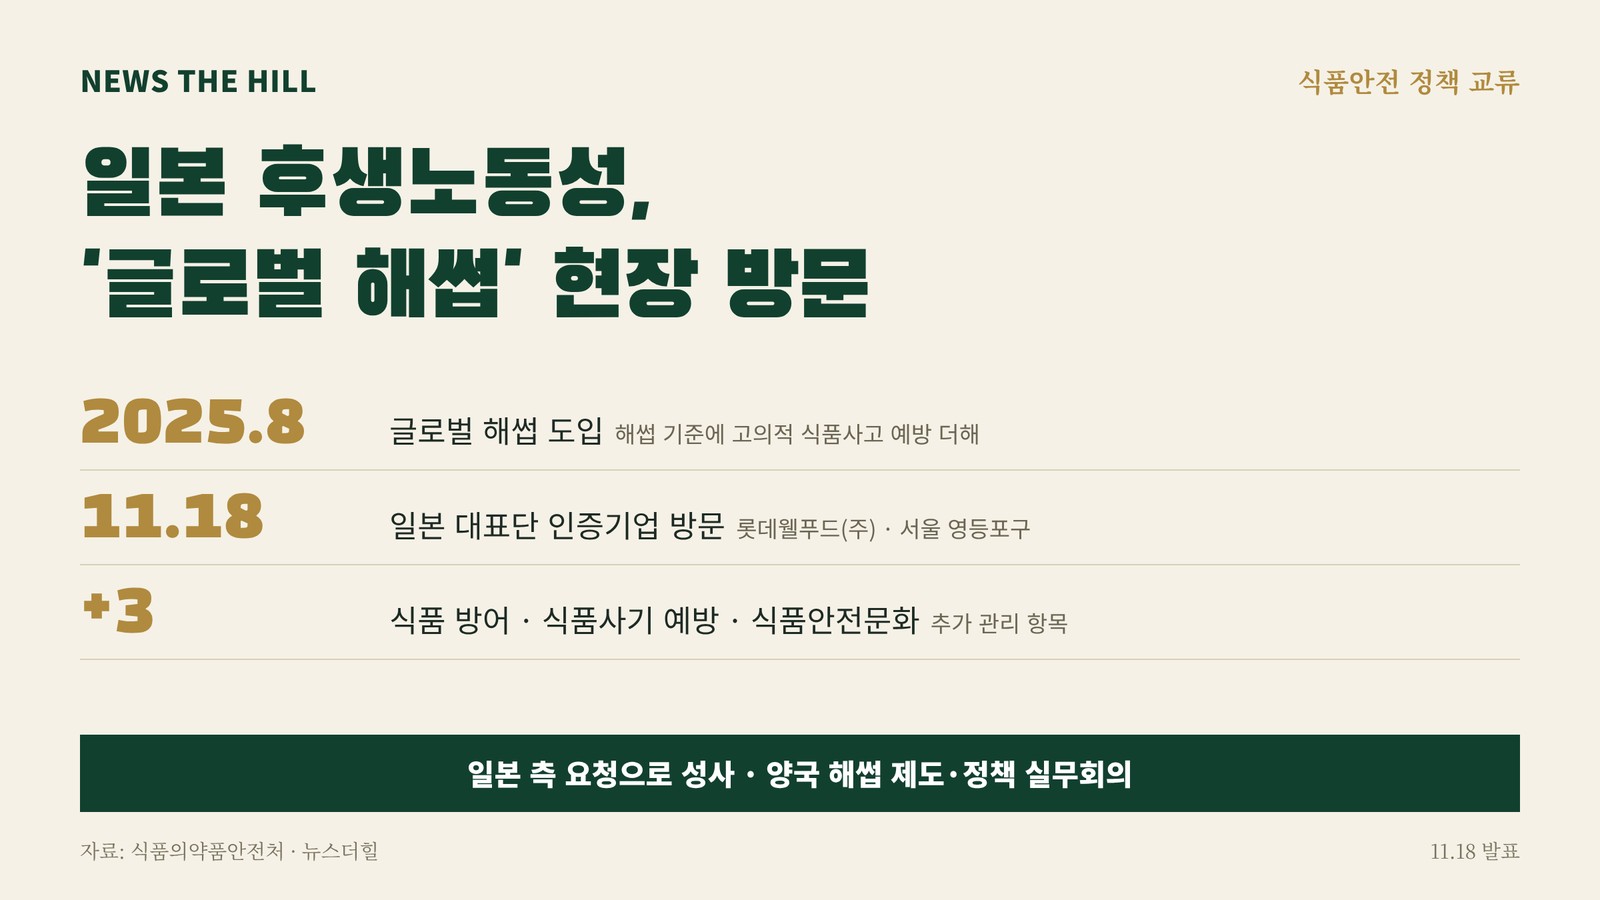 NEWS THE HILL
식품안전 정책 교류
일본 후생노동성,
'글로벌 해썹' 현장 방문
2025.8 글로벌 해썹 도입 해썹 기준에 고의적 식품사고 예방 더해
11.18 일본 대표단 인증기업 방문 롯데웰푸드(주) · 서울 영등포구
+3 식품 방어 · 식품사기 예방 · 식품안전문화 추가 관리 항목
일본 측 요청으로 성사 · 양국 해썹 제도·정책 실무회의
자료: 식품의약품안전처 · 뉴스더힐
11.18 발표